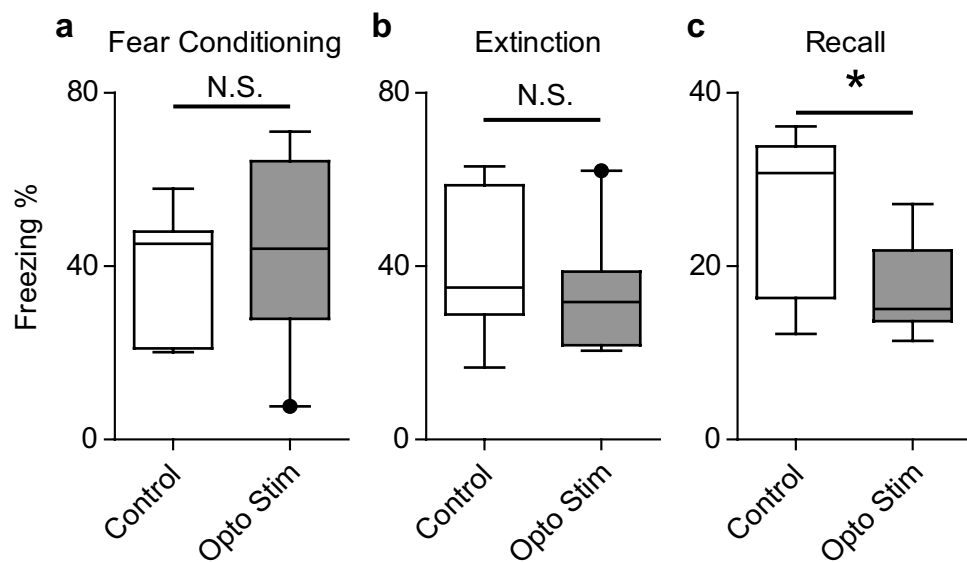 a Fear Conditioning
b Extinction
c Recall
N.S.
N.S.
*
80
80
40
Freezing %
40
40
20
0
0
0
Control
Opto Stim
Control
Opto Stim
Control
Opto Stim